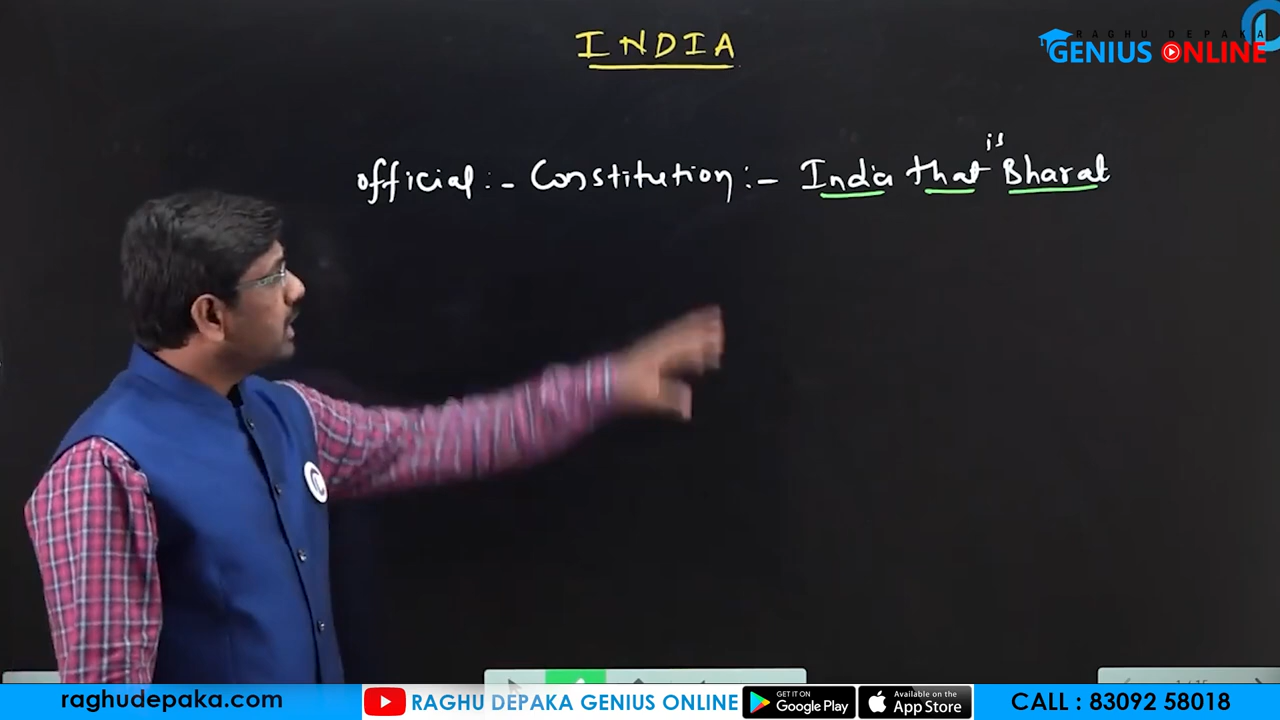 INDIA
RAGHU DEPAKA
GENIUS ONLINE
is
official :- Constitution :- India that Bharat
raghudepaka.com
RAGHU DEPAKA GENIUS ONLINE
GET IT ON
Google Play
Available on the
App Store
CALL : 83092 58018